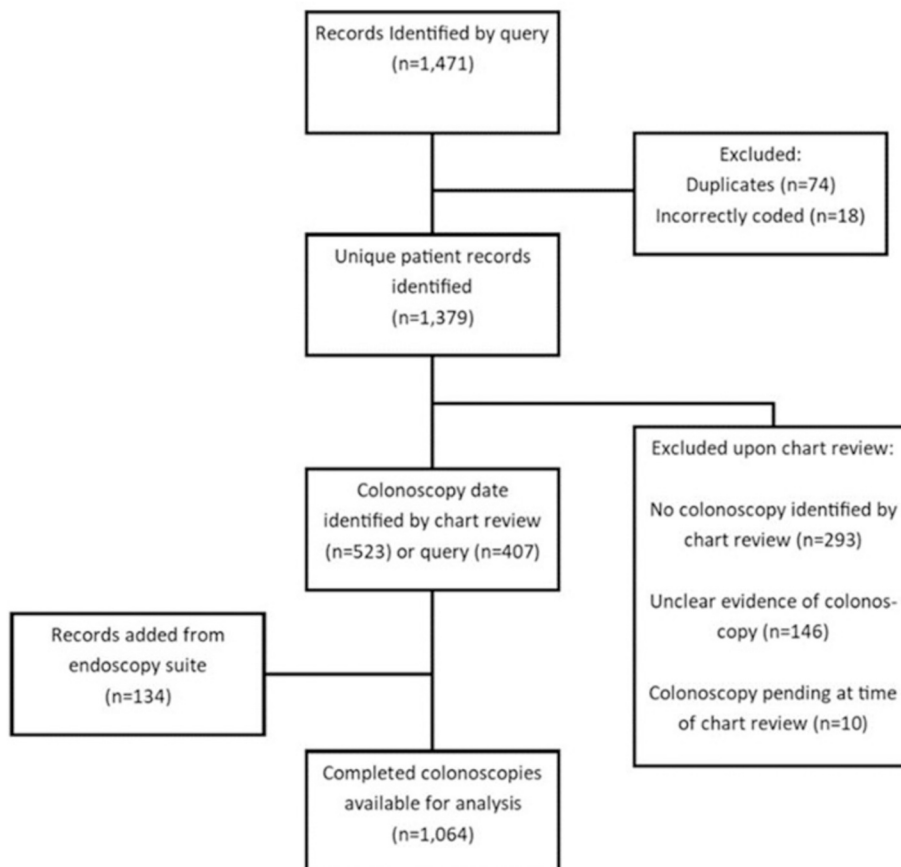 Records Identified by query
(n=1,471)
Excluded:
Duplicates (n=74)
Incorrectly coded (n=18)
Unique patient records
identified
(n=1,379)
Excluded upon chart review:
No colonoscopy identified by
chart review (n=293)
Unclear evidence of colonos-
copy (n=146)
Colonoscopy pending at time
of chart review (n=10)
Colonoscopy date
identified by chart review
(n=523) or query (n=407)
Records added from
endoscopy suite
(n=134)
Completed colonoscopies
available for analysis
(n=1,064)